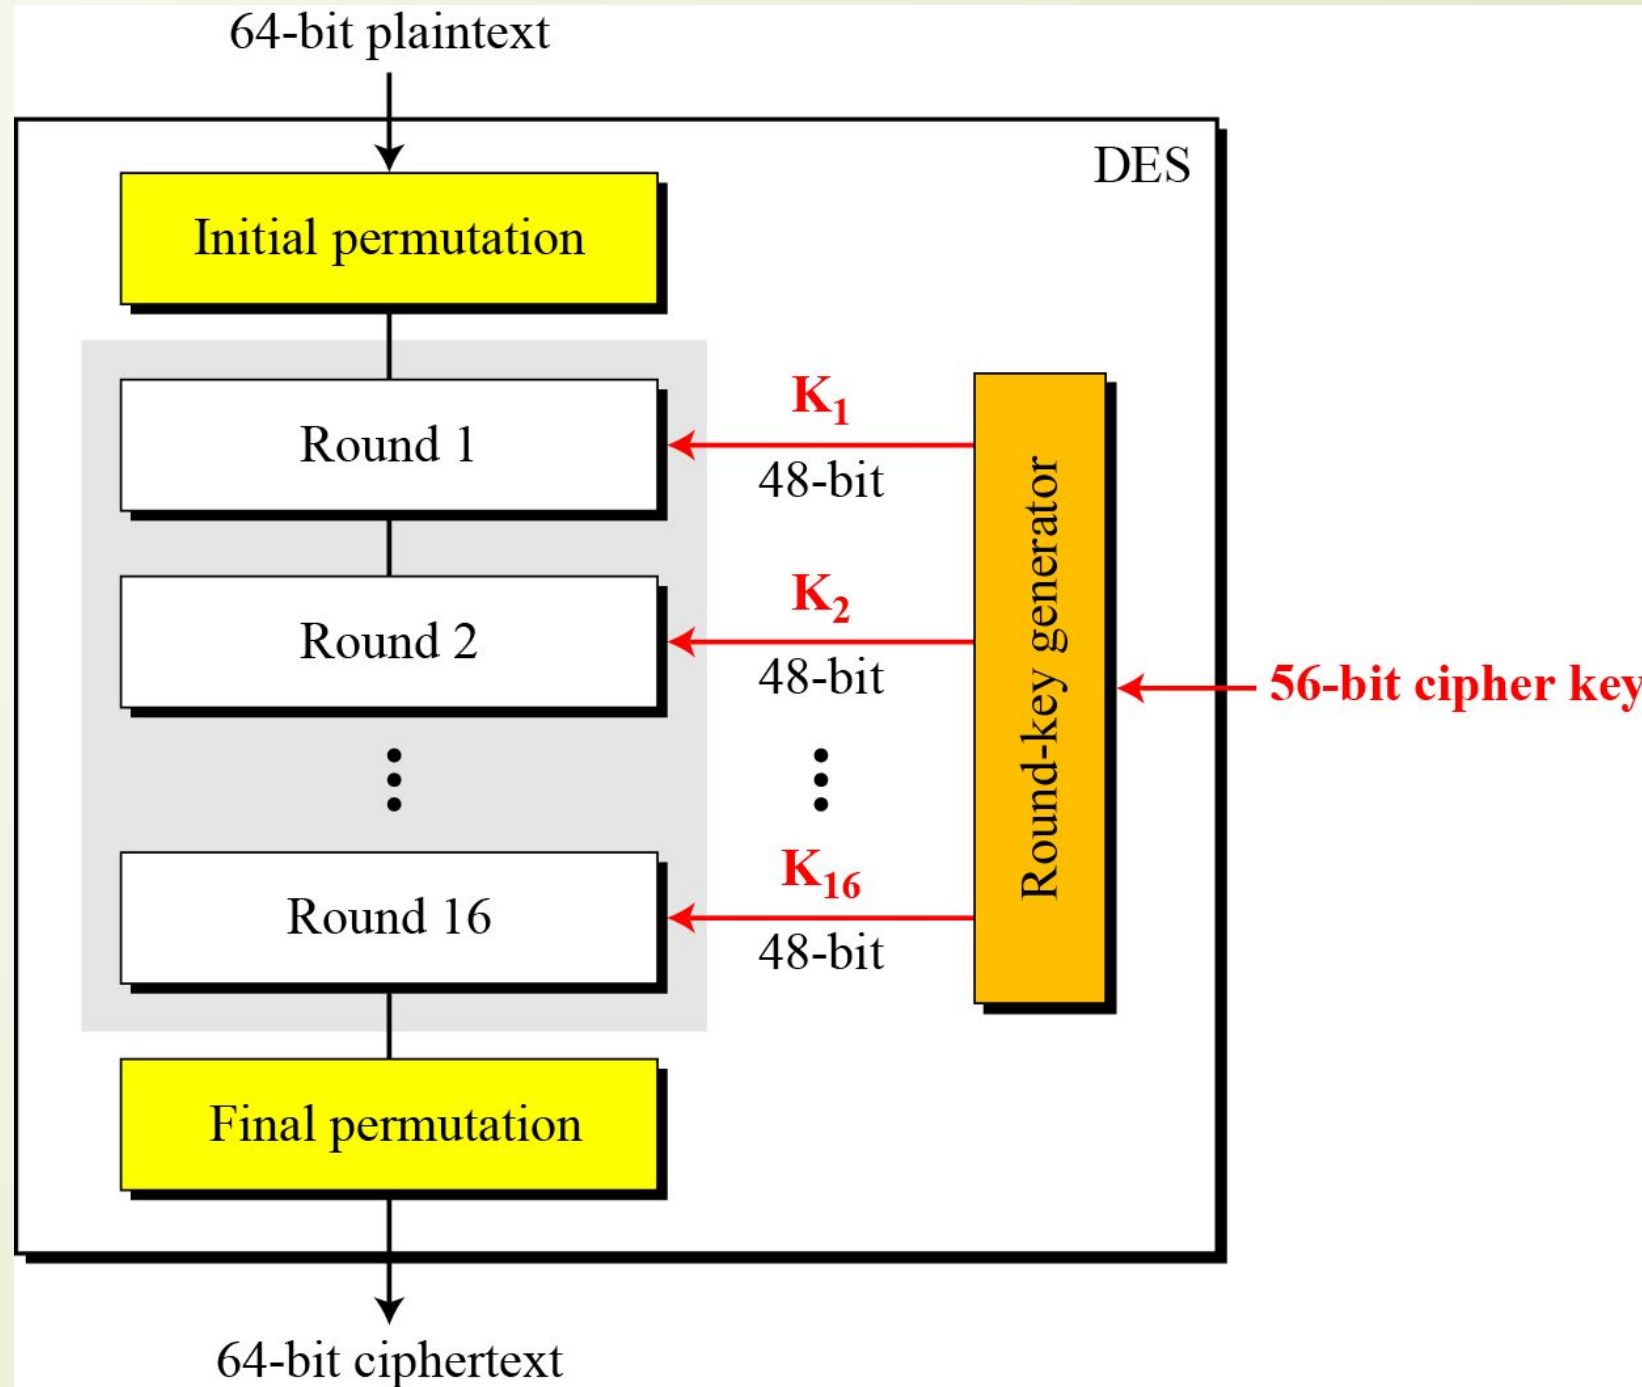 64-bit plaintext
DES
Initial permutation
K1
Round 1
48-bit
K2
Round 2
48-bit
Round-key generator
56-bit cipher key
K16
Round 16
48-bit
Final permutation
64-bit ciphertext